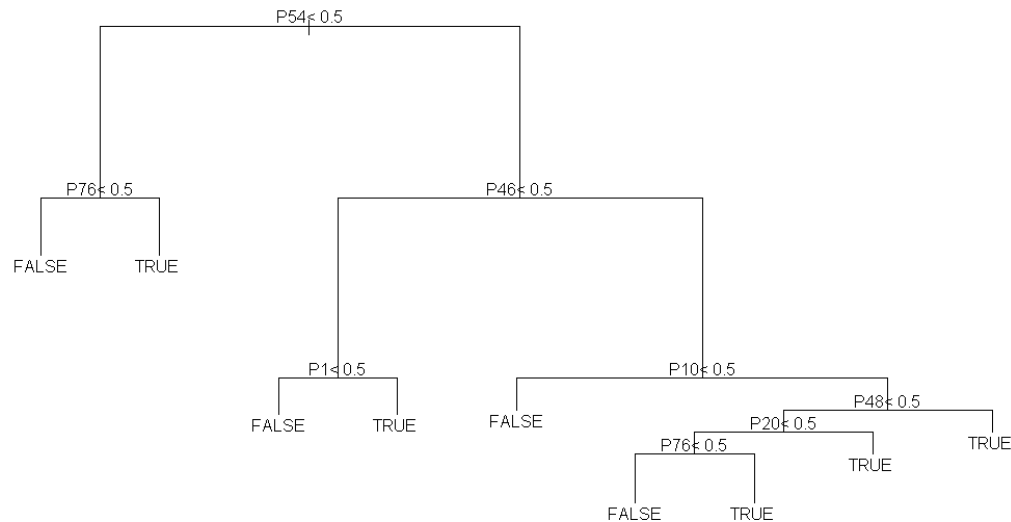 P54< 0.5
P76< 0.5
P46< 0.5
FALSE
TRUE
P1< 0.5
P10< 0.5
P48< 0.5
FALSE
TRUE
FALSE
P20< 0.5
TRUE
P76< 0.5
TRUE
FALSE
TRUE